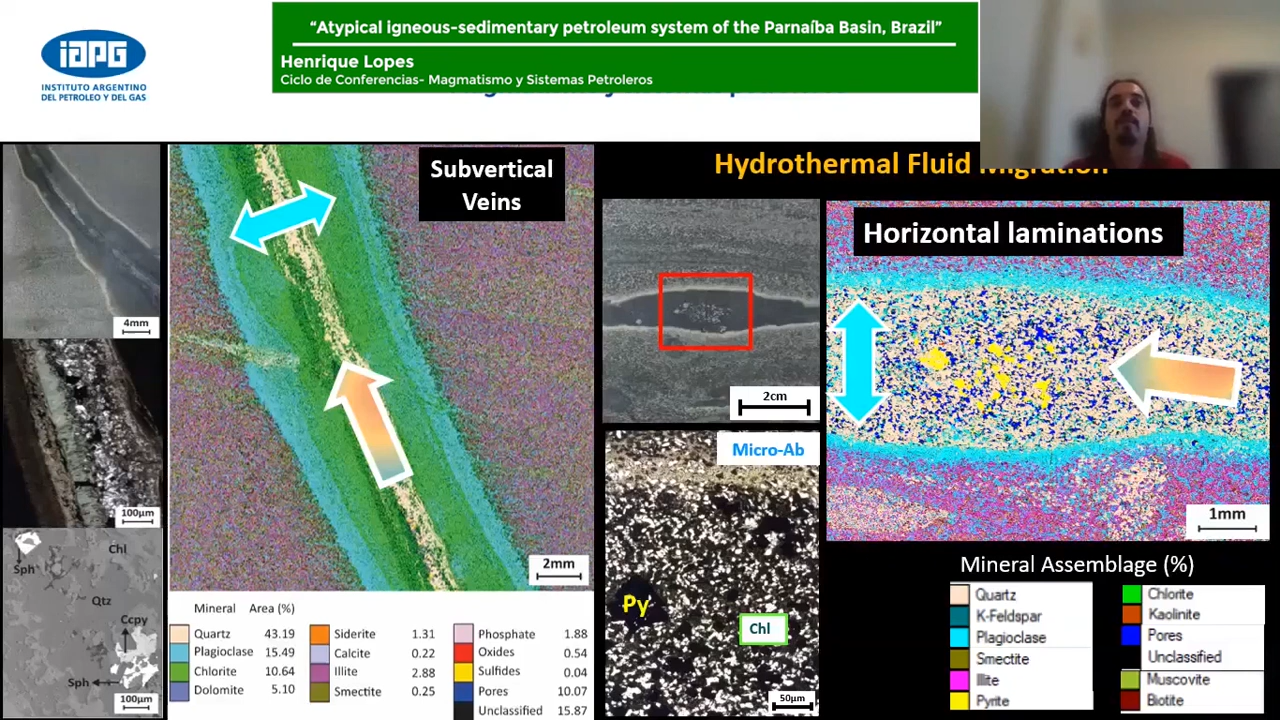 iAPG
INSTITUTO ARGENTINO
DEL PETROLEO Y DEL GAS
“Atypical igneous-sedimentary petroleum system of the Parnaíba Basin, Brazil”
Henrique Lopes
Ciclo de Conferencias- Magmatismo y Sistemas Petroleros
Subvertical
Veins
Hydrothermal Fluid Migration
Horizontal laminations
4mm
100µm
Sph
Chl
Qtz
Ccpy
Sph
100µm
2mm
2cm
Micro-Ab
Py
Chl
50µm
1mm
Mineral Area (%)
Quartz 43.19
Plagioclase 15.49
Chlorite 10.64
Dolomite 5.10
Siderite 1.31
Calcite 0.22
Illite 2.88
Smectite 0.25
Phosphate 1.88
Oxides 0.54
Sulfides 0.04
Pores 10.07
Unclassified 15.87
Mineral Assemblage (%)
Quartz
K-Feldspar
Plagioclase
Smectite
Illite
Pyrite
Chlorite
Kaolinite
Pores
Unclassified
Muscovite
Biotite